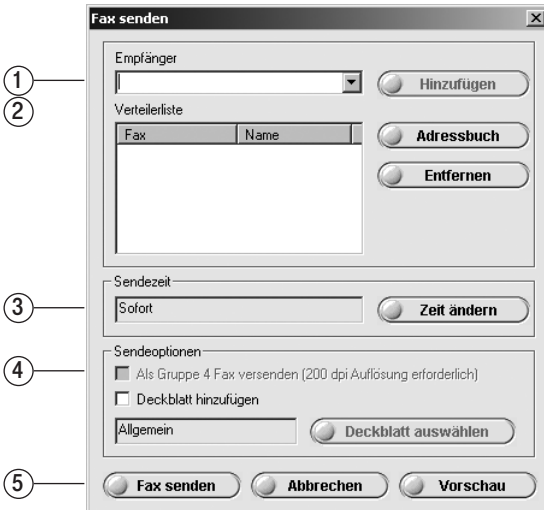 Fax senden
Empfänger
1
Hinzufügen
2
Verteilerliste
Fax Name
Adressbuch
Entfernen
Sendezeit
3
Sofort
Zeit ändern
Sendeoptionen
4
Als Gruppe 4 Fax versenden (200 dpi Auflösung erforderlich)
Deckblatt hinzufügen
Allgemein
Deckblatt auswählen
5
Fax senden Abbrechen Vorschau